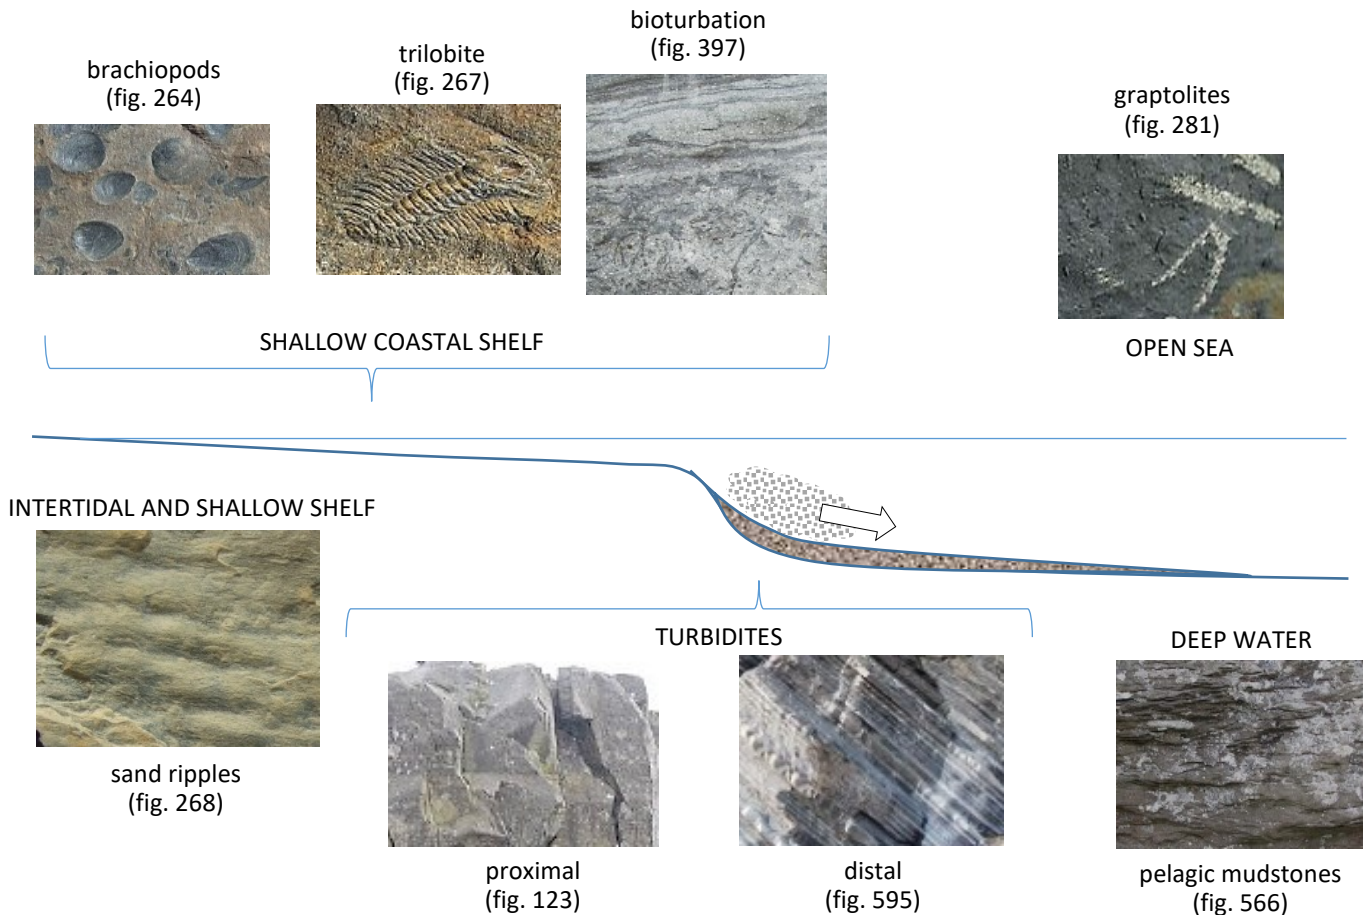 bioturbation
(fig. 397)
trilobite
(fig. 267)
brachiopods
(fig. 264)
graptolites
(fig. 281)
SHALLOW COASTAL SHELF
OPEN SEA
INTERTIDAL AND SHALLOW SHELF
TURBIDITES
DEEP WATER
sand ripples
(fig. 268)
proximal
(fig. 123)
distal
(fig. 595)
pelagic mudstones
(fig. 566)